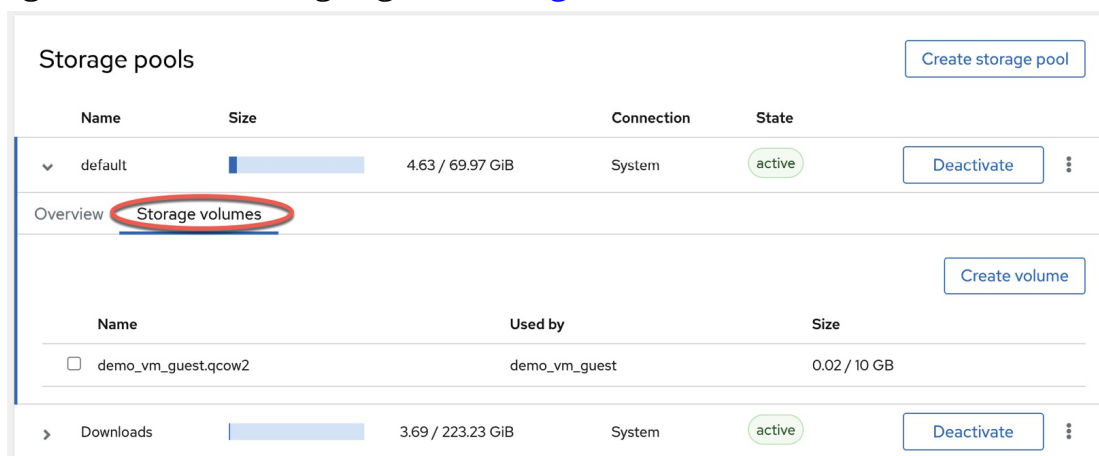 Storage pools Create storage pool
Name Size Connection State
default 4.63 / 69.97 GiB System active Deactivate
Overview Storage volumes
Create volume
Name Used by Size
demo_vm_guest.qcow2 demo_vm_guest 0.02 / 10 GB
Downloads 3.69 / 223.23 GiB System active Deactivate